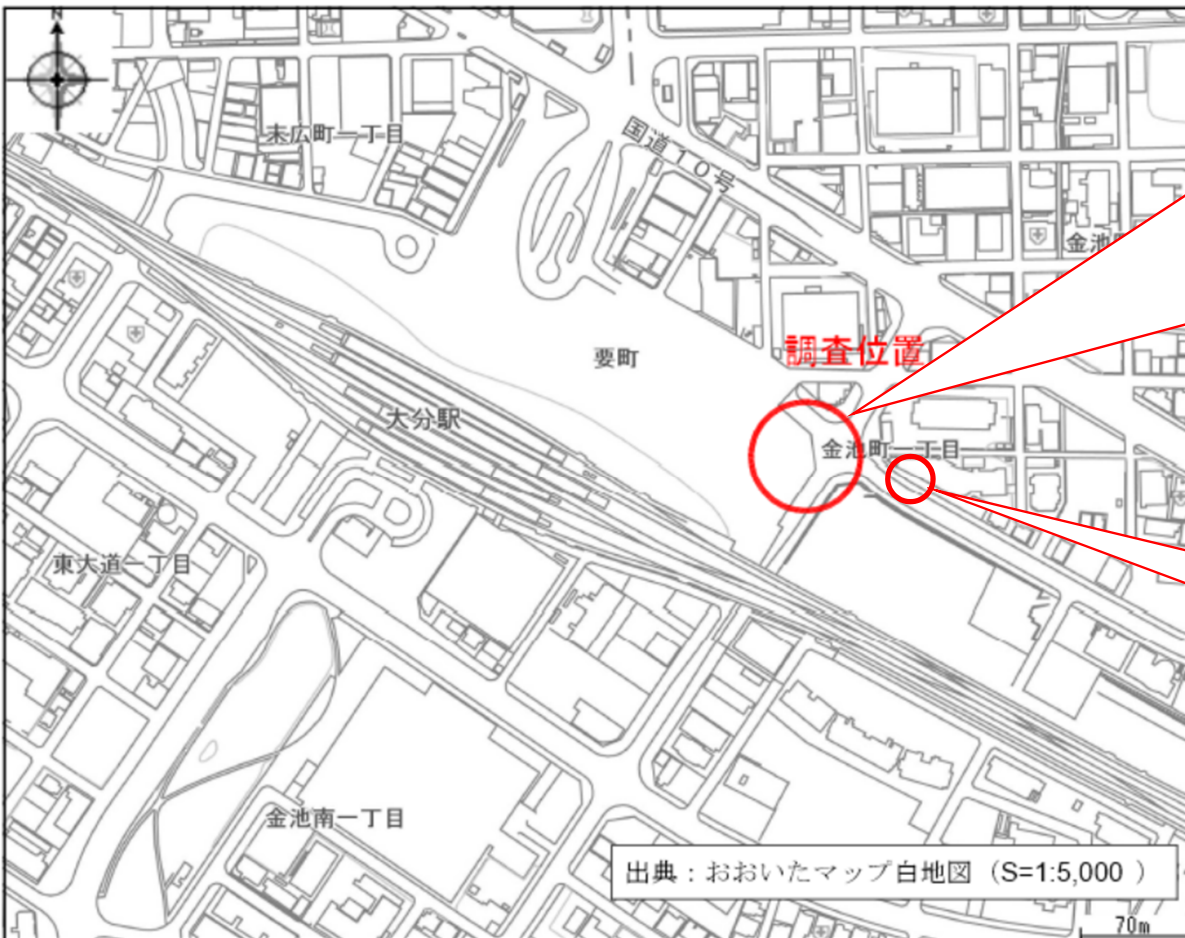 N
末広町一丁目
国道10号
金池町
要町
調査位置
大分駅
金池町一丁目
東大道一丁目
金池南一丁目
出典：おおいたマップ白地図（S=1:5,000 ）
70m